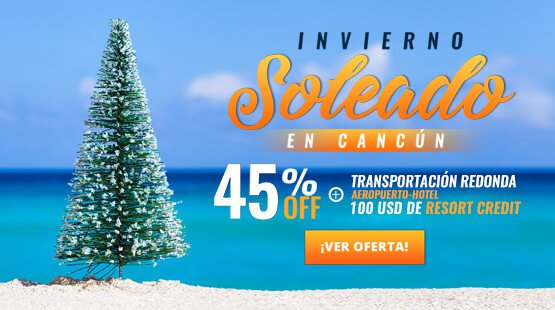 INVIERNO
Soleado
EN CANCÚN
45% OFF
TRANSPORTACIÓN REDONDA
AEROPUERTO-HOTEL
100 USD DE RESORT CREDIT
¡VER OFERTA!